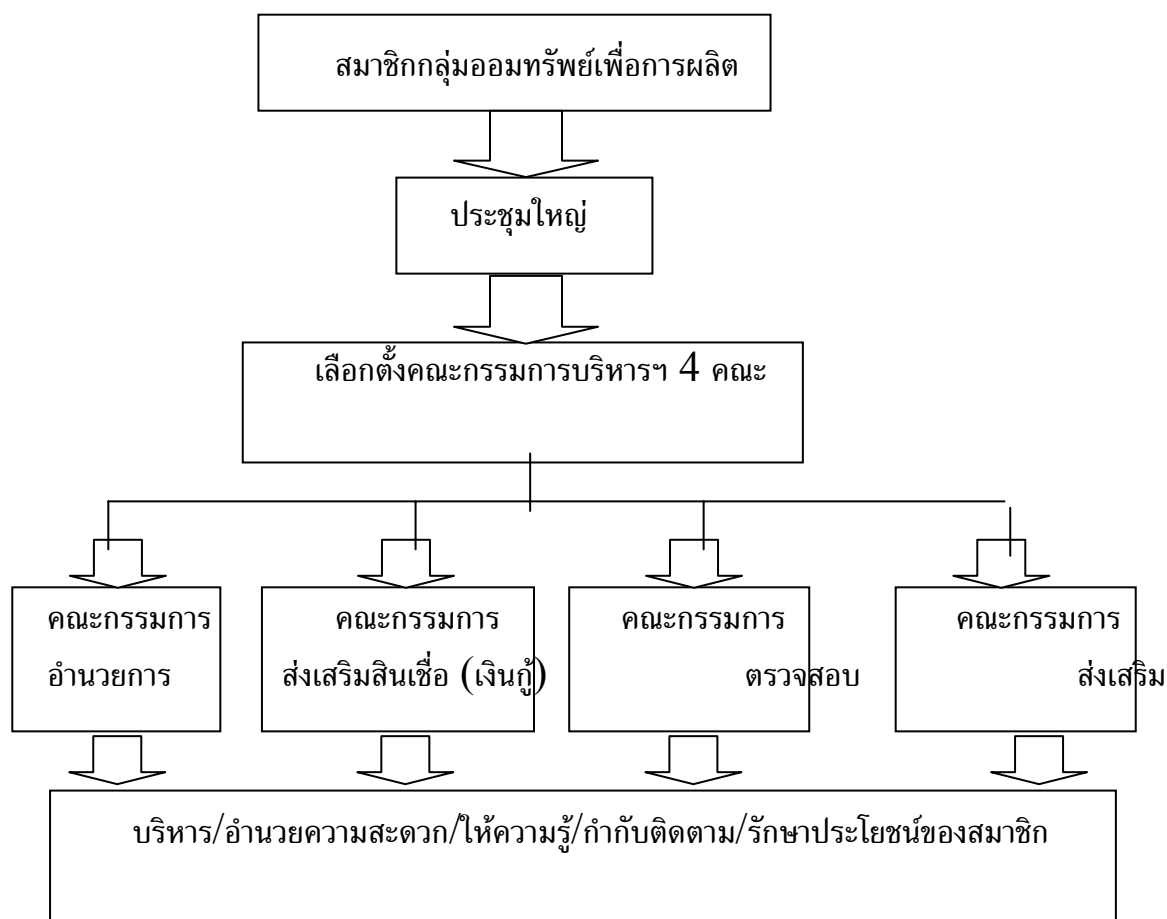 สมาชิกกลุ่มออมทรัพย์เพื่อการผลิต
ประชุมใหญ่
เลือกตั้งคณะกรรมการบริหารฯ 4 คณะ
คณะกรรมการ
อำนวยการ
คณะกรรมการ
ส่งเสริมสินเชื่อ (เงินกู้)
คณะกรรมการ
ตรวจสอบ
คณะกรรมการ
ส่งเสริม
บริหาร/อำนวยความสะดวก/ให้ความรู้/กำกับติดตาม/รักษาประโยชน์ของสมาชิก